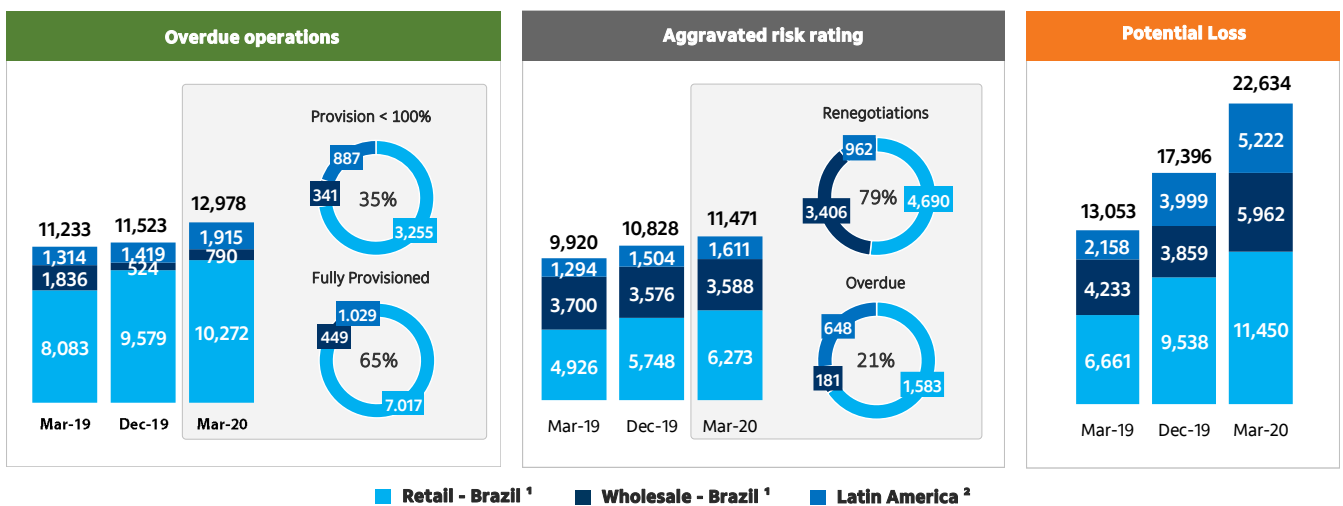 Overdue operations
Provision < 100%
887
341
35%
3,255
Fully Provisioned
1.029
449
65%
7.017
11,233
1,314
1,836
8,083
Mar-19
11,523
1,419
524
9,579
Dec-19
12,978
1,915
790
10,272
Mar-20
Aggravated risk rating
Renegotiations
962
3,406
79%
4,690
Overdue
648
181
21%
1,583
9,920
1,294
3,700
4,926
Mar-19
10,828
1,504
3,576
5,748
Dec-19
11,471
1,611
3,588
6,273
Mar-20
Potential Loss
13,053
2,158
4,233
6,661
Mar-19
17,396
3,999
3,859
9,538
Dec-19
22,634
5,222
5,962
11,450
Mar-20
Retail - Brazil ¹
Wholesale - Brazil ¹
Latin America ²